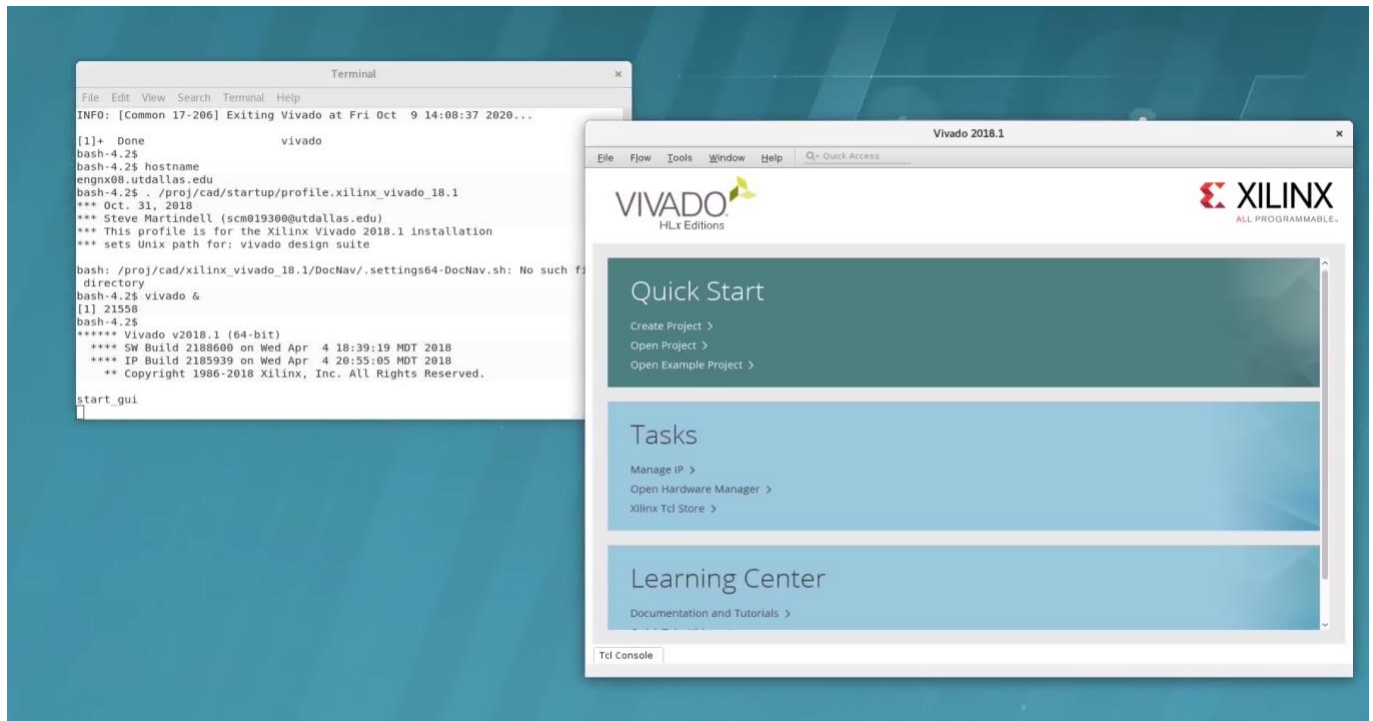 Terminal
File Edit View Search Terminal Help
INFO: [Common 17-206] Exiting Vivado at Fri Oct  9 14:08:37 2020...
[1]+  Done                    vivado
bash-4.2$
bash-4.2$ hostname
engnx08.utdallas.edu
bash-4.2$ . /proj/cad/startup/profile.xilinx_vivado_18.1
*** Oct. 31, 2018
*** Steve Martindell (scm019300@utdallas.edu)
*** This profile is for the Xilinx Vivado 2018.1 installation
*** sets Unix path for: vivado design suite
bash: /proj/cad/xilinx_vivado_18.1/DocNav/.settings64-DocNav.sh: No such
directory
bash-4.2$ vivado &
[1] 21558
bash-4.2$
****** Vivado v2018.1 (64-bit)
  **** SW Build 2188600 on Wed Apr  4 18:39:19 MDT 2018
  **** IP Build 2185939 on Wed Apr  4 20:55:05 MDT 2018
    ** Copyright 1986-2018 Xilinx, Inc. All Rights Reserved.
start_gui
Vivado 2018.1
File Flow Tools Window Help Quick Access
VIVADO.
HLx Editions
XILINX
ALL PROGRAMMABLE.
Quick Start
Create Project >
Open Project >
Open Example Project >
Tasks
Manage IP >
Open Hardware Manager >
Xilinx Tcl Store >
Learning Center
Documentation and Tutorials >
Tcl Console